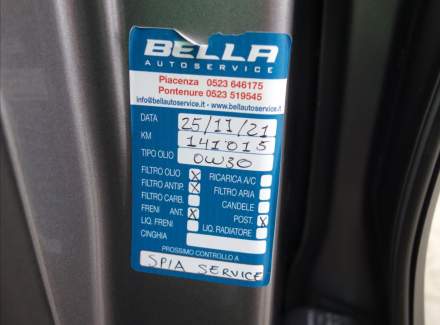 BELLA
AUTOSERVICE
Piacenza 0523 646175
Pontenure 0523 519545
info@bellautoservice.it - www.bellautoservice.it
DATA 25/11/21
KM 141015
TIPO OLIO 0W30
FILTRO OLIO X RICARICA A/C
FILTRO ANTIP. X FILTRO ARIA
FILTRO CARB. CANDELE
FRENI ANT. X POST. X
LIQ. FRENI LIQ. RADIATORE
CINGHIA
PROSSIMO CONTROLLO A
SPIA SERVICE